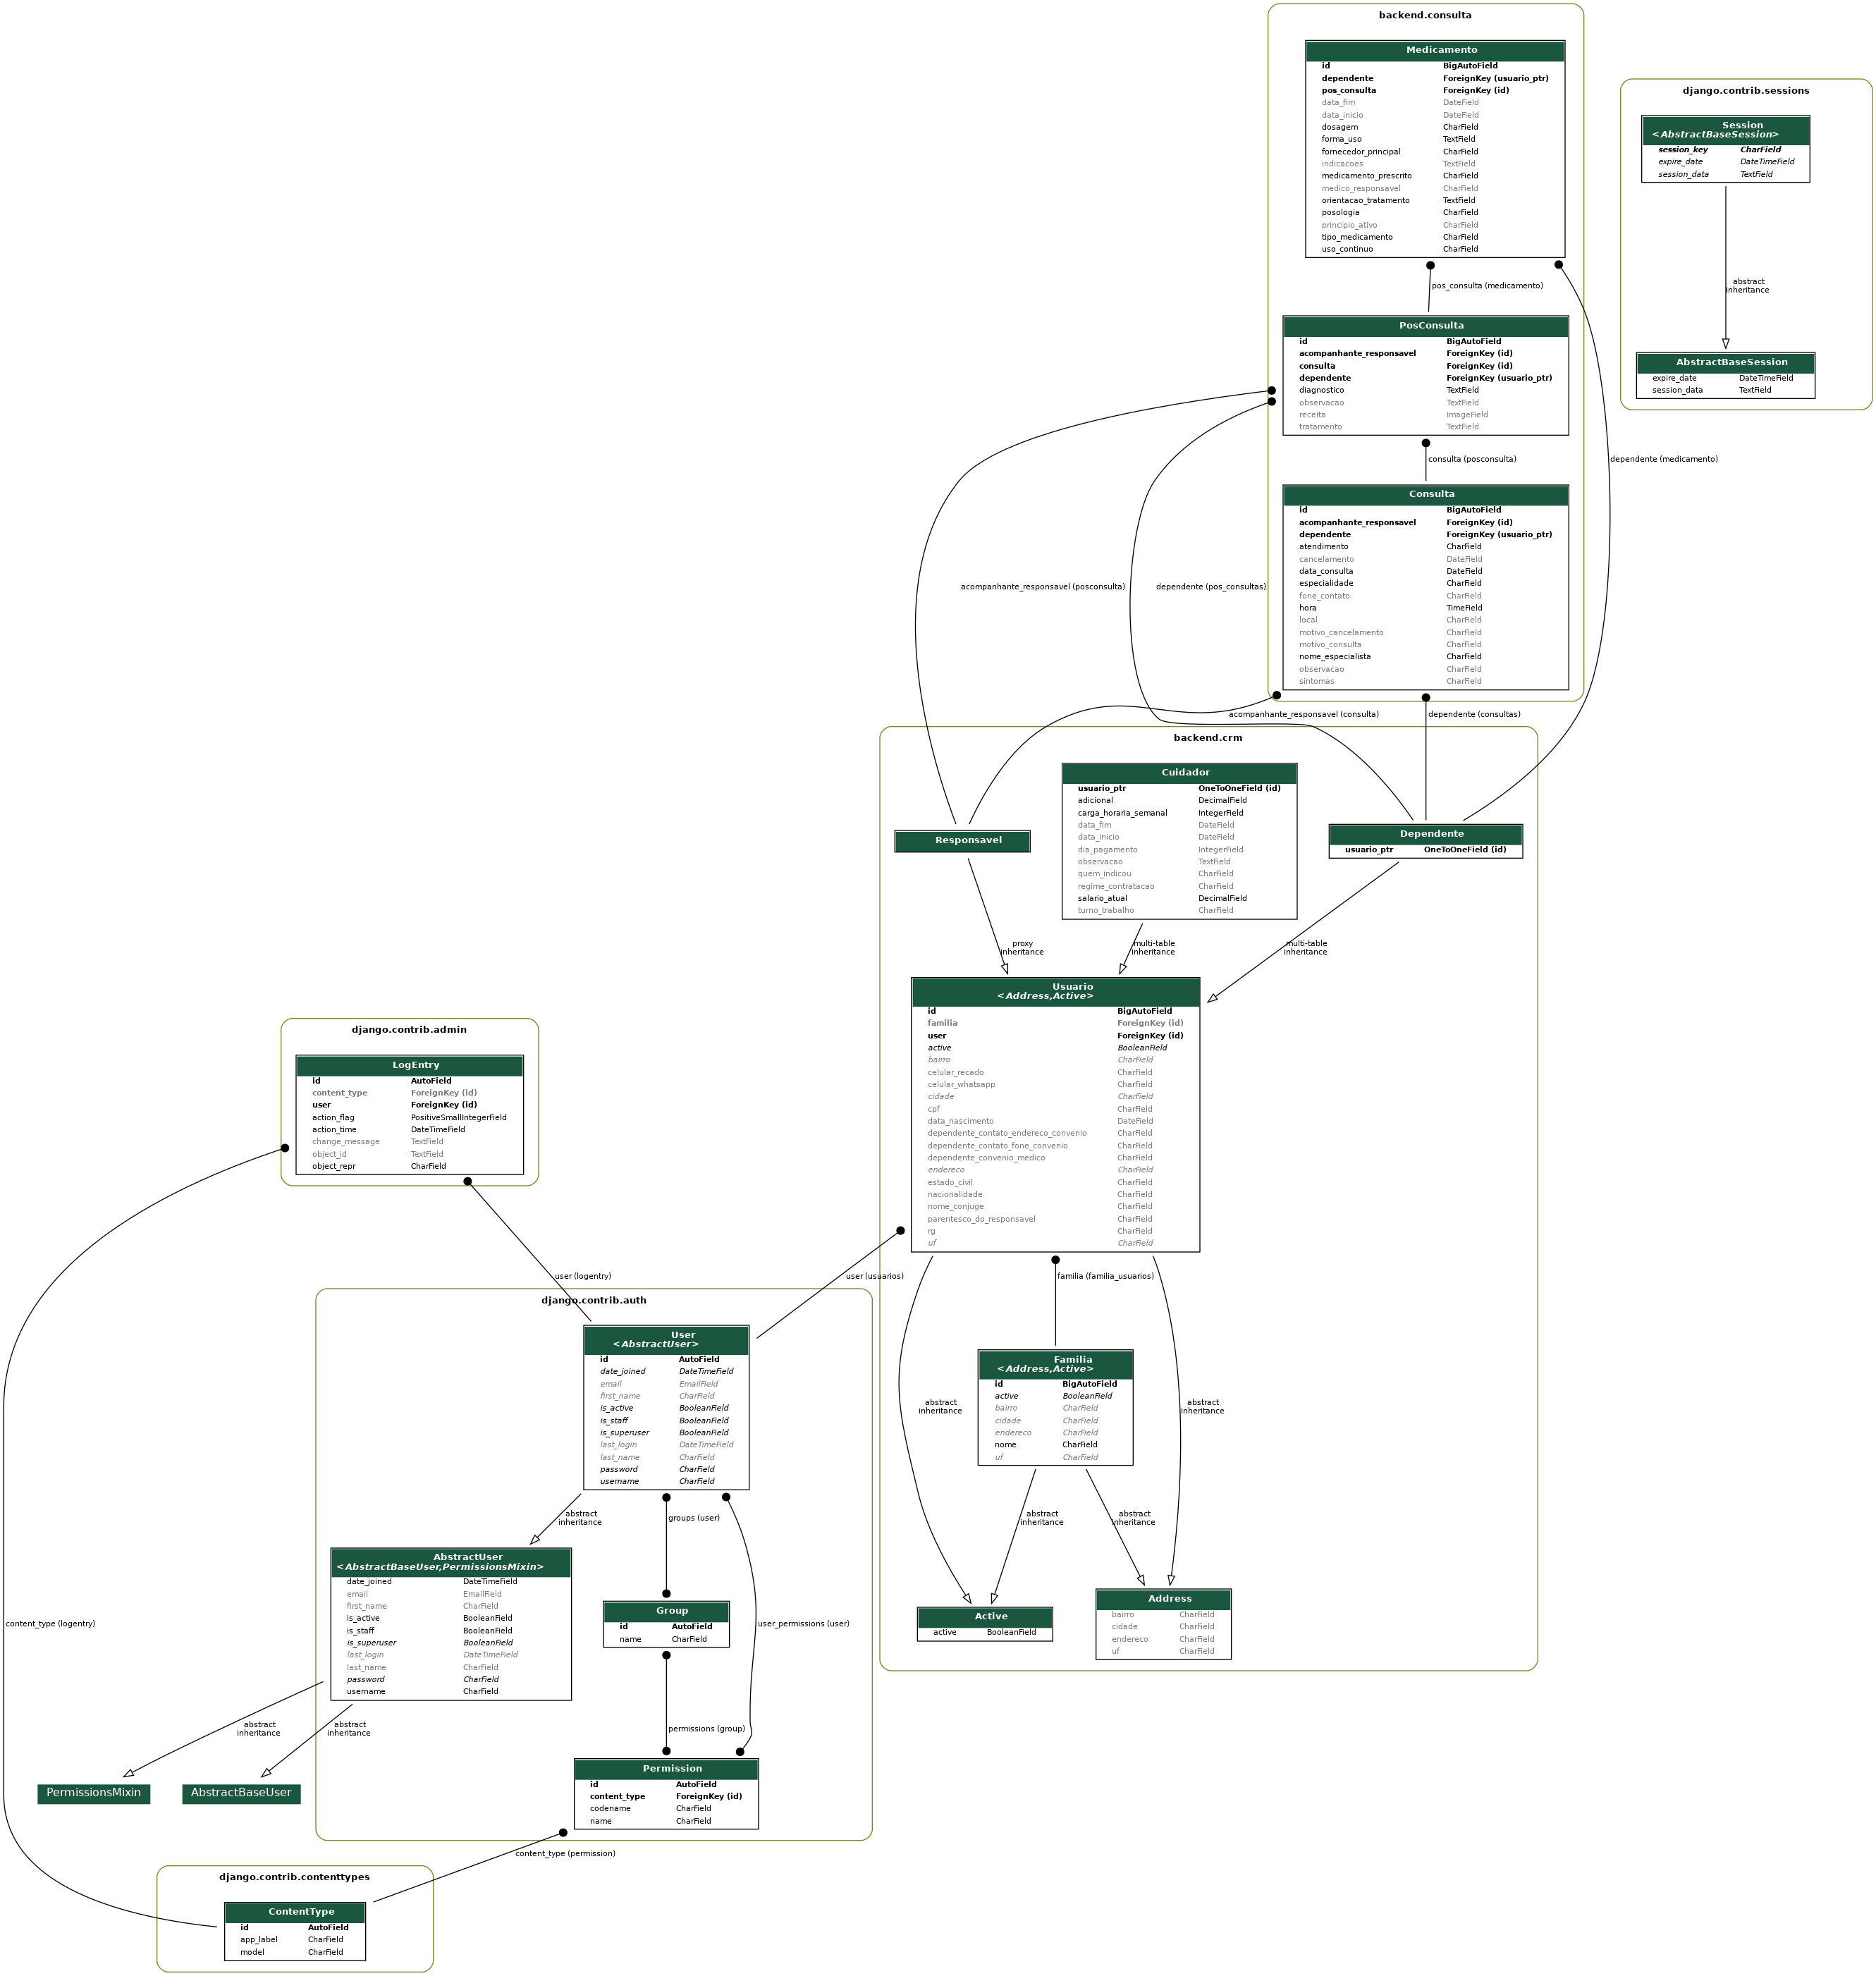 backend.consulta
Medicamento
id BigAutoField
dependente ForeignKey (usuario_ptr)
pos_consulta ForeignKey (id)
data_fim DateField
data_inicio DateField
dosagem CharField
forma_uso TextField
fornecedor_principal CharField
indicacoes TextField
medicamento_prescrito CharField
medico_responsavel CharField
orientacao_tratamento TextField
posologia CharField
principio_ativo CharField
tipo_medicamento CharField
uso_continuo CharField
pos_consulta (medicamento)
PosConsulta
id BigAutoField
acompanhante_responsavel ForeignKey (id)
consulta ForeignKey (id)
dependente ForeignKey (usuario_ptr)
diagnostico TextField
observacao TextField
receita ImageField
tratamento TextField
consulta (posconsulta)
dependente (medicamento)
Consulta
id BigAutoField
acompanhante_responsavel ForeignKey (id)
dependente ForeignKey (usuario_ptr)
atendimento CharField
cancelamento DateField
data_consulta DateField
especialidade CharField
fone_contato CharField
hora TimeField
local CharField
motivo_cancelamento CharField
motivo_consulta CharField
nome_especialista CharField
observacao CharField
sintomas CharField
acompanhante_responsavel (posconsulta)
dependente (pos_consultas)
acompanhante_responsavel (consulta)
dependente (consultas)
django.contrib.sessions
Session
<AbstractBaseSession>
session_key CharField
expire_date DateTimeField
session_data TextField
abstract
inheritance
AbstractBaseSession
expire_date DateTimeField
session_data TextField
backend.crm
Cuidador
usuario_ptr OneToOneField (id)
adicional DecimalField
carga_horaria_semanal IntegerField
data_fim DateField
data_inicio DateField
dia_pagamento IntegerField
observacao TextField
quem_indicou CharField
regime_contratacao CharField
salario_atual DecimalField
turno_trabalho CharField
Responsavel
Dependente
usuario_ptr OneToOneField (id)
proxy
inheritance
multi-table
inheritance
multi-table
inheritance
Usuario
<Address,Active>
id BigAutoField
familia ForeignKey (id)
user ForeignKey (id)
active BooleanField
bairro CharField
celular_recado CharField
celular_whatsapp CharField
cidade CharField
cpf CharField
data_nascimento DateField
dependente_contato_endereco_convenio CharField
dependente_contato_fone_convenio CharField
dependente_convenio_medico CharField
endereco CharField
estado_civil CharField
nacionalidade CharField
nome_conjuge CharField
parentesco_do_responsavel CharField
rg CharField
uf CharField
user (usuarios)
familia (familia_usuarios)
Familia
<Address,Active>
id BigAutoField
active BooleanField
bairro CharField
cidade CharField
endereco CharField
nome CharField
uf CharField
abstract
inheritance
abstract
inheritance
abstract
inheritance
abstract
inheritance
Active
active BooleanField
Address
bairro CharField
cidade CharField
endereco CharField
uf CharField
django.contrib.admin
LogEntry
id AutoField
content_type ForeignKey (id)
user ForeignKey (id)
action_flag PositiveSmallIntegerField
action_time DateTimeField
change_message TextField
object_id TextField
object_repr CharField
user (logentry)
content_type (logentry)
django.contrib.auth
User
<AbstractUser>
id AutoField
date_joined DateTimeField
email EmailField
first_name CharField
is_active BooleanField
is_staff BooleanField
is_superuser BooleanField
last_login DateTimeField
last_name CharField
password CharField
username CharField
abstract
inheritance
groups (user)
AbstractUser
<AbstractBaseUser,PermissionsMixin>
date_joined DateTimeField
email EmailField
first_name CharField
is_active BooleanField
is_staff BooleanField
is_superuser BooleanField
last_login DateTimeField
last_name CharField
password CharField
username CharField
Group
id AutoField
name CharField
user_permissions (user)
permissions (group)
abstract
inheritance
abstract
inheritance
PermissionsMixin
AbstractBaseUser
Permission
id AutoField
content_type ForeignKey (id)
codename CharField
name CharField
content_type (permission)
django.contrib.contenttypes
ContentType
id AutoField
app_label CharField
model CharField